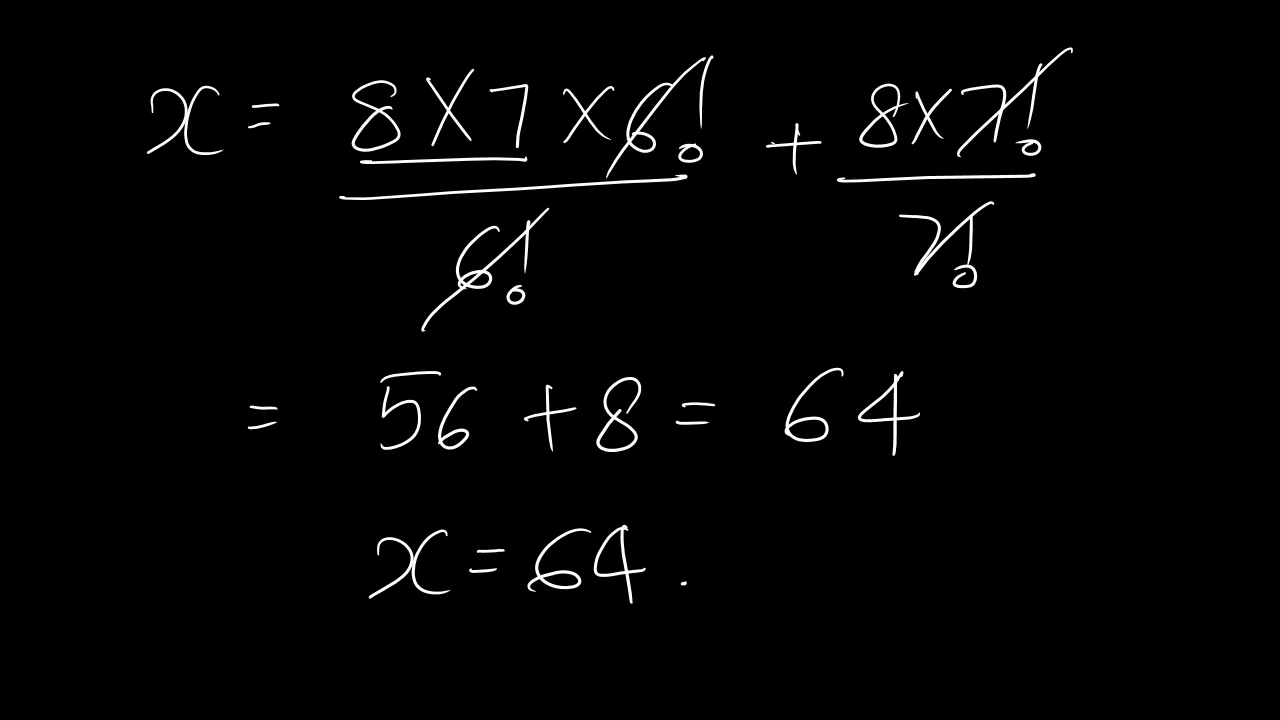 x = 8×7×6! / 6! + 8×7! / 7!
= 56 + 8 = 64
x = 64.